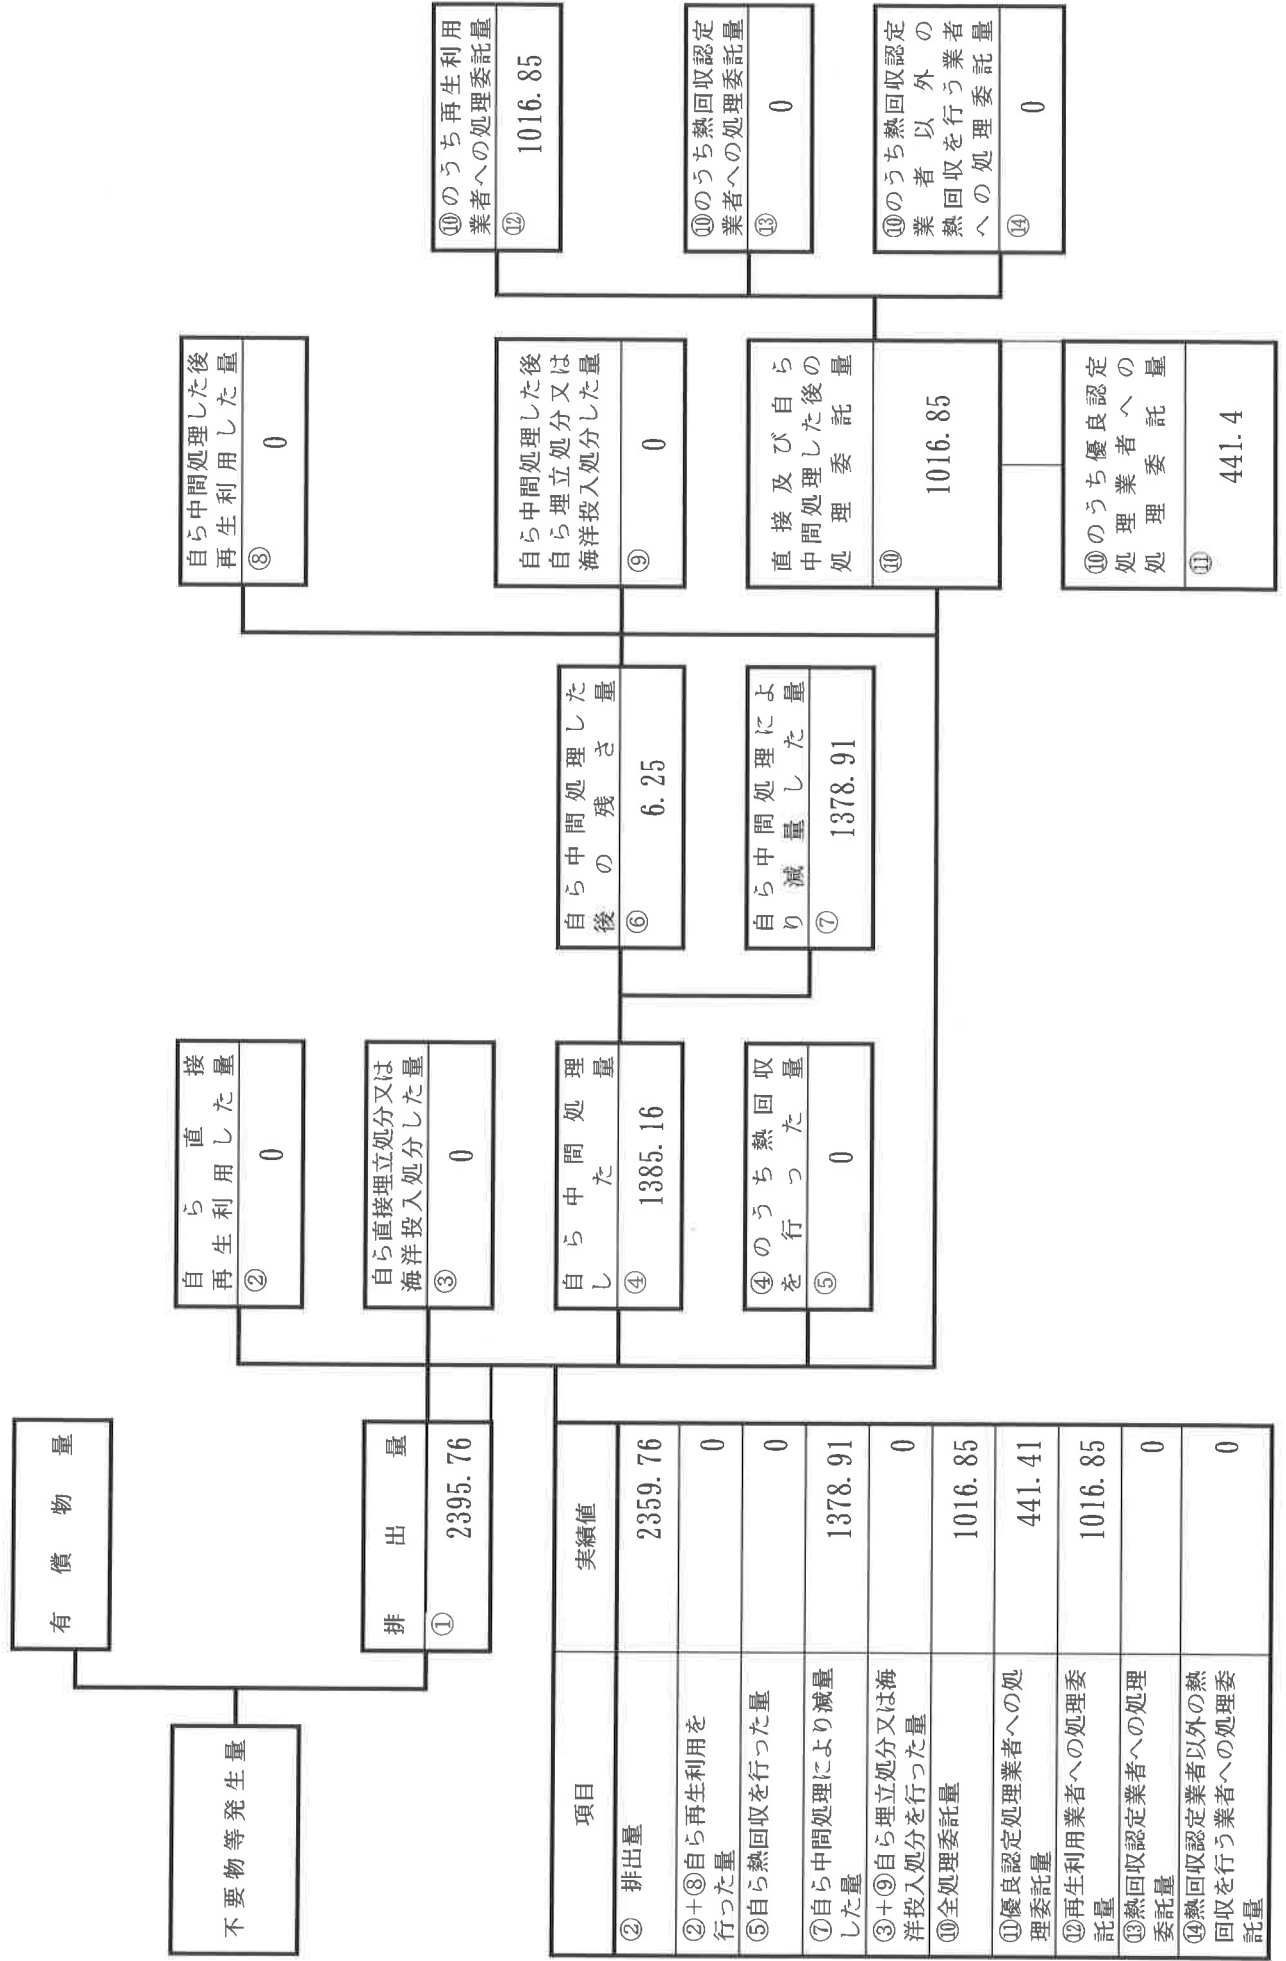 不要物等発生量
有償物量
排出量
① 2395.76
自ら直接
再生利用した量
② 0
自ら直接埋立処分又は
海洋投入処分した量
③ 0
自ら中間処理
した量
④ 1385.16
④のうち熱回収
を行った量
⑤ 0
自ら中間処理した
後の残さ量
⑥ 6.25
自ら中間処理によ
り減量した量
⑦ 1378.91
自ら中間処理した後
再生利用した量
⑧ 0
自ら中間処理した後
自ら埋立処分又は
海洋投入処分した量
⑨ 0
直接及び自ら
中間処理した後の
処理委託量
⑩ 1016.85
⑩のうち優良認定
処理業者への
処理委託量
⑪ 441.4
⑩のうち再生利用
業者への処理委託量
⑫ 1016.85
⑩のうち熱回収認定
業者への処理委託量
⑬ 0
⑩のうち熱回収認定
業者以外の
熱回収を行う業者
への処理委託量
⑭ 0
項目 実績値
② 排出量 2359.76
②+⑧自ら再生利用を
行った量 0
⑤自ら熱回収を行った量 0
⑦自ら中間処理により減量
した量 1378.91
③+⑨自ら埋立処分又は海
洋投入処分を行った量 0
⑩全処理委託量 1016.85
⑪優良認定処理業者への処
理委託量 441.41
⑫再生利用業者への処理委
託量 1016.85
⑬熱回収認定業者への処理
委託量 0
⑭熱回収認定業者以外の熱
回収を行う業者への処理委
託量 0